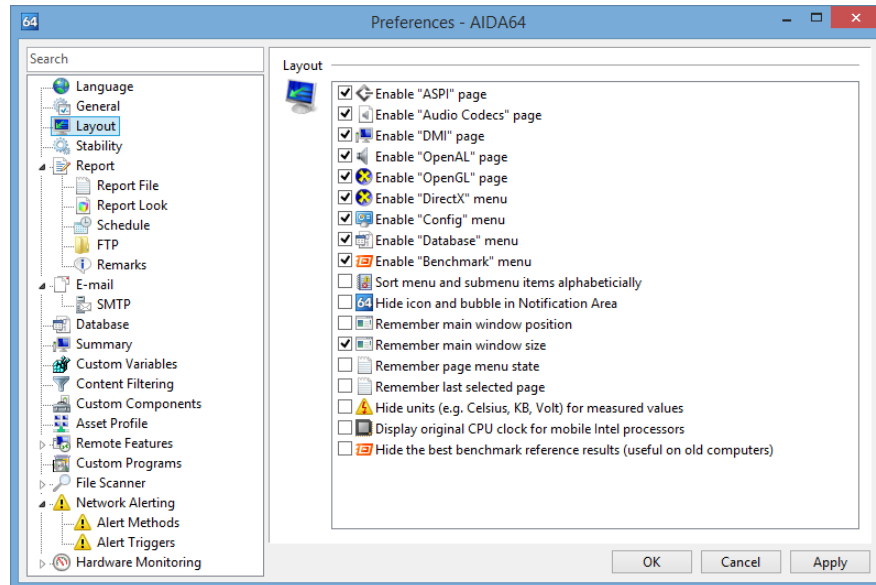 64 Preferences - AIDA64
Search
Language
General
Layout
Stability
Report
Report File
Report Look
Schedule
FTP
Remarks
E-mail
SMTP
Database
Summary
Custom Variables
Content Filtering
Custom Components
Asset Profile
Remote Features
Custom Programs
File Scanner
Network Alerting
Alert Methods
Alert Triggers
Hardware Monitoring
Layout
Enable "ASPI" page
Enable "Audio Codecs" page
Enable "DMI" page
Enable "OpenAL" page
Enable "OpenGL" page
Enable "DirectX" menu
Enable "Config" menu
Enable "Database" menu
Enable "Benchmark" menu
Sort menu and submenu items alphabeticially
64 Hide icon and bubble in Notification Area
Remember main window position
Remember main window size
Remember page menu state
Remember last selected page
Hide units (e.g. Celsius, KB, Volt) for measured values
Display original CPU clock for mobile Intel processors
Hide the best benchmark reference results (useful on old computers)
OK Cancel Apply